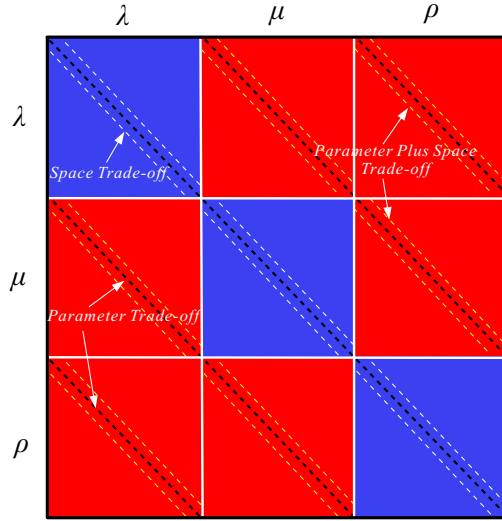 λ μ ρ
λ
Space Trade-off
Parameter Plus Space
Trade-off
μ
Parameter Trade-off
ρ